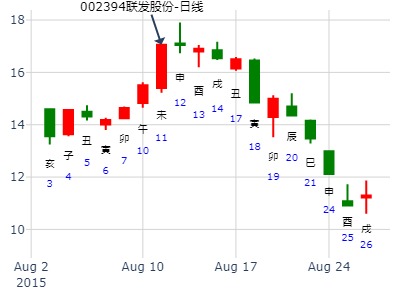 002394联发股份-日线
18
16
14
12
10
亥
3
子
4
丑
5
寅
6
卯
7
午
10
未
11
申
12
酉
13
戌
14
丑
17
寅
18
卯
19
辰
20
巳
21
申
24
酉
25
戌
26
Aug 2
2015
Aug 10
Aug 17
Aug 24